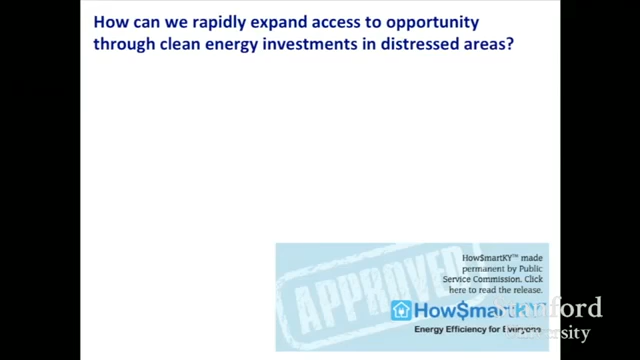 How can we rapidly expand access to opportunity
through clean energy investments in distressed areas?
How$martKY™ made
permanent by Public
Service Commission. Click
here to read the release.
APPROVED
How$martKY
Energy Efficiency for Everyone
Stanford
University